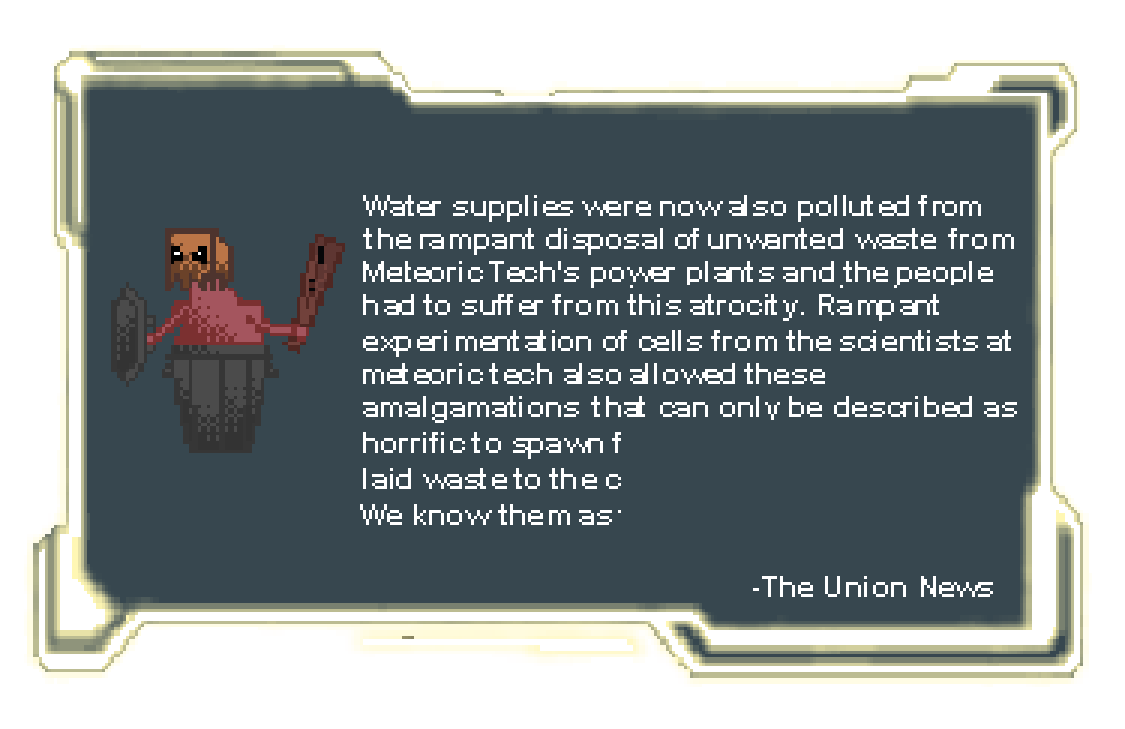 Water supplies were now also polluted from
the rampant disposal of unwanted waste from
Meteoric Tech's power plants and the people
had to suffer from this atrocity. Rampant
experimentation of cells from the scientists at
meteoric tech also allowed these
amalgamations that can only be described as
horrific to spawn f
laid waste to the c
We know them as
-The Union News